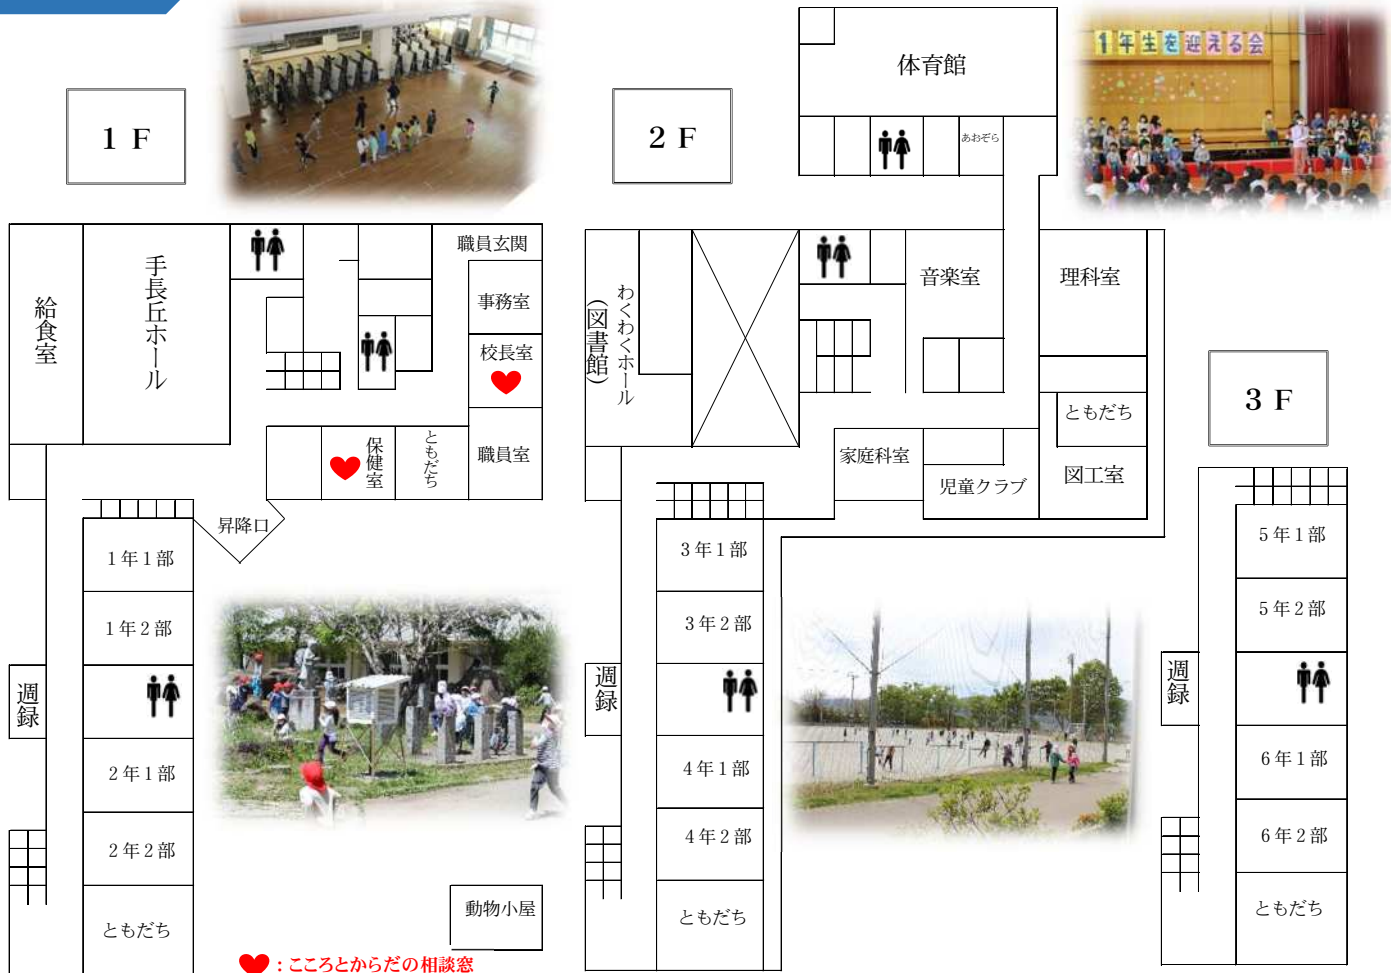 1 F
給食室
手長丘ホール
職員玄関
事務室
校長室
職員室
保健室
ともだち
昇降口
1年1部
1年2部
週録
2年1部
2年2部
ともだち
動物小屋
：こころとからだの相談窓
2 F
体育館
あおぞら
1年生を迎える会
わくわくホール
（図書館）
音楽室
理科室
ともだち
図工室
家庭科室
児童クラブ
3年1部
3年2部
週録
4年1部
4年2部
ともだち
3 F
5年1部
5年2部
週録
6年1部
6年2部
ともだち